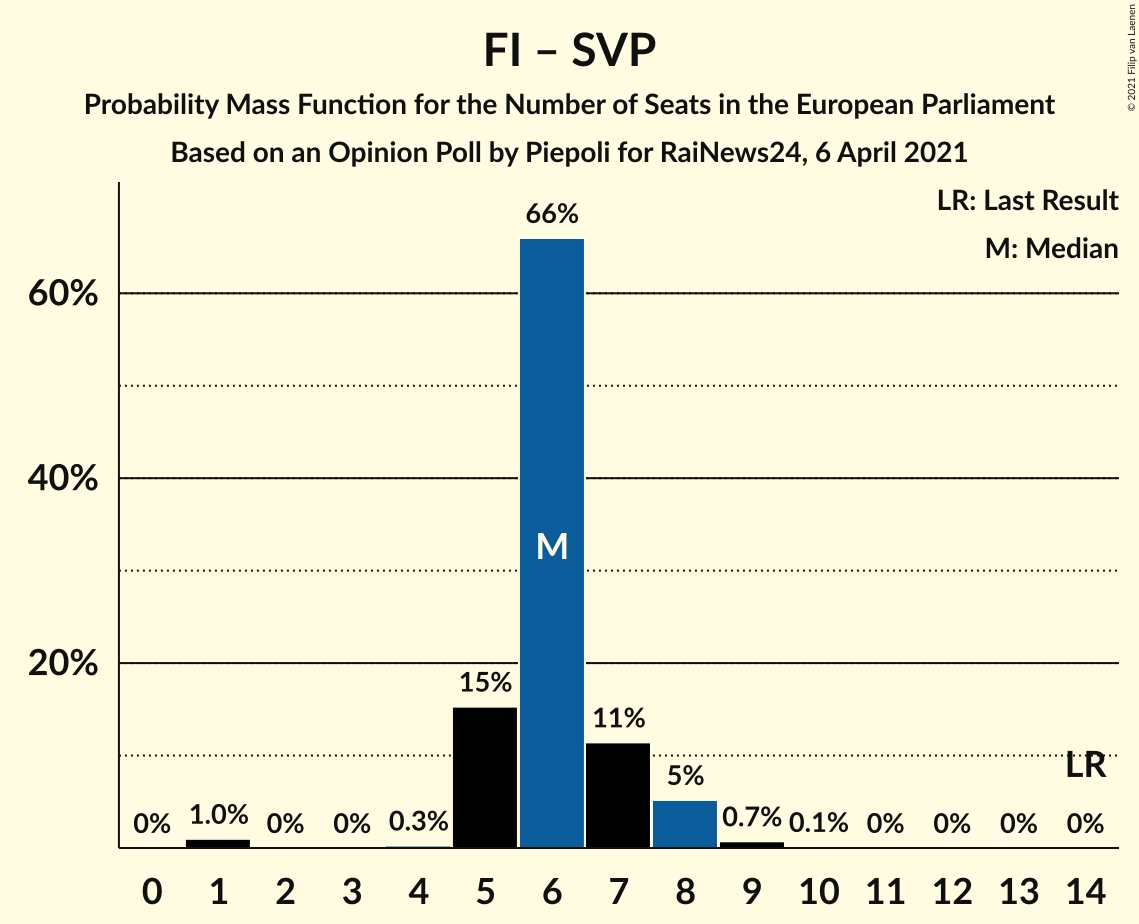 FI – SVP
Probability Mass Function for the Number of Seats in the European Parliament
Based on an Opinion Poll by Piepoli for RaiNews24, 6 April 2021
© 2021 Filip van Laenen
LR: Last Result
M: Median
60%
40%
20%
0% 1.0% 0% 0% 0.3% 15% 66% 11% 5% 0.7% 0.1% 0% 0% 0% 0%
M
LR
0 1 2 3 4 5 6 7 8 9 10 11 12 13 14